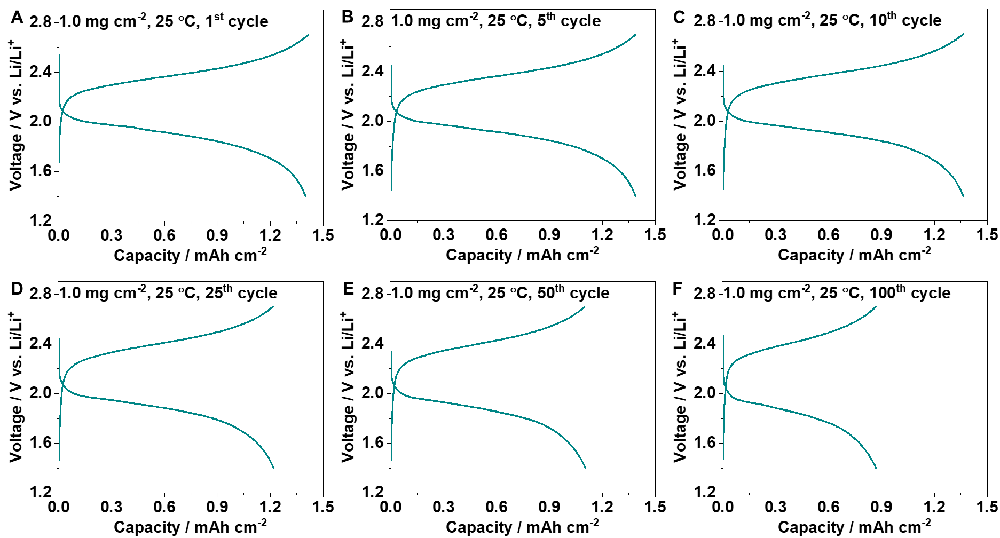 A
1.0 mg cm⁻², 25 °C, 1ˢᵗ cycle
Voltage / V vs. Li/Li⁺
2.8
2.4
2.0
1.6
1.2
0.0 0.3 0.6 0.9 1.2 1.5
Capacity / mAh cm⁻²
B
1.0 mg cm⁻², 25 °C, 5ᵗʰ cycle
Voltage / V vs. Li/Li⁺
2.8
2.4
2.0
1.6
1.2
0.0 0.3 0.6 0.9 1.2 1.5
Capacity / mAh cm⁻²
C
1.0 mg cm⁻², 25 °C, 10ᵗʰ cycle
Voltage / V vs. Li/Li⁺
2.8
2.4
2.0
1.6
1.2
0.0 0.3 0.6 0.9 1.2 1.5
Capacity / mAh cm⁻²
D
1.0 mg cm⁻², 25 °C, 25ᵗʰ cycle
Voltage / V vs. Li/Li⁺
2.8
2.4
2.0
1.6
1.2
0.0 0.3 0.6 0.9 1.2 1.5
Capacity / mAh cm⁻²
E
1.0 mg cm⁻², 25 °C, 50ᵗʰ cycle
Voltage / V vs. Li/Li⁺
2.8
2.4
2.0
1.6
1.2
0.0 0.3 0.6 0.9 1.2 1.5
Capacity / mAh cm⁻²
F
1.0 mg cm⁻², 25 °C, 100ᵗʰ cycle
Voltage / V vs. Li/Li⁺
2.8
2.4
2.0
1.6
1.2
0.0 0.3 0.6 0.9 1.2 1.5
Capacity / mAh cm⁻²